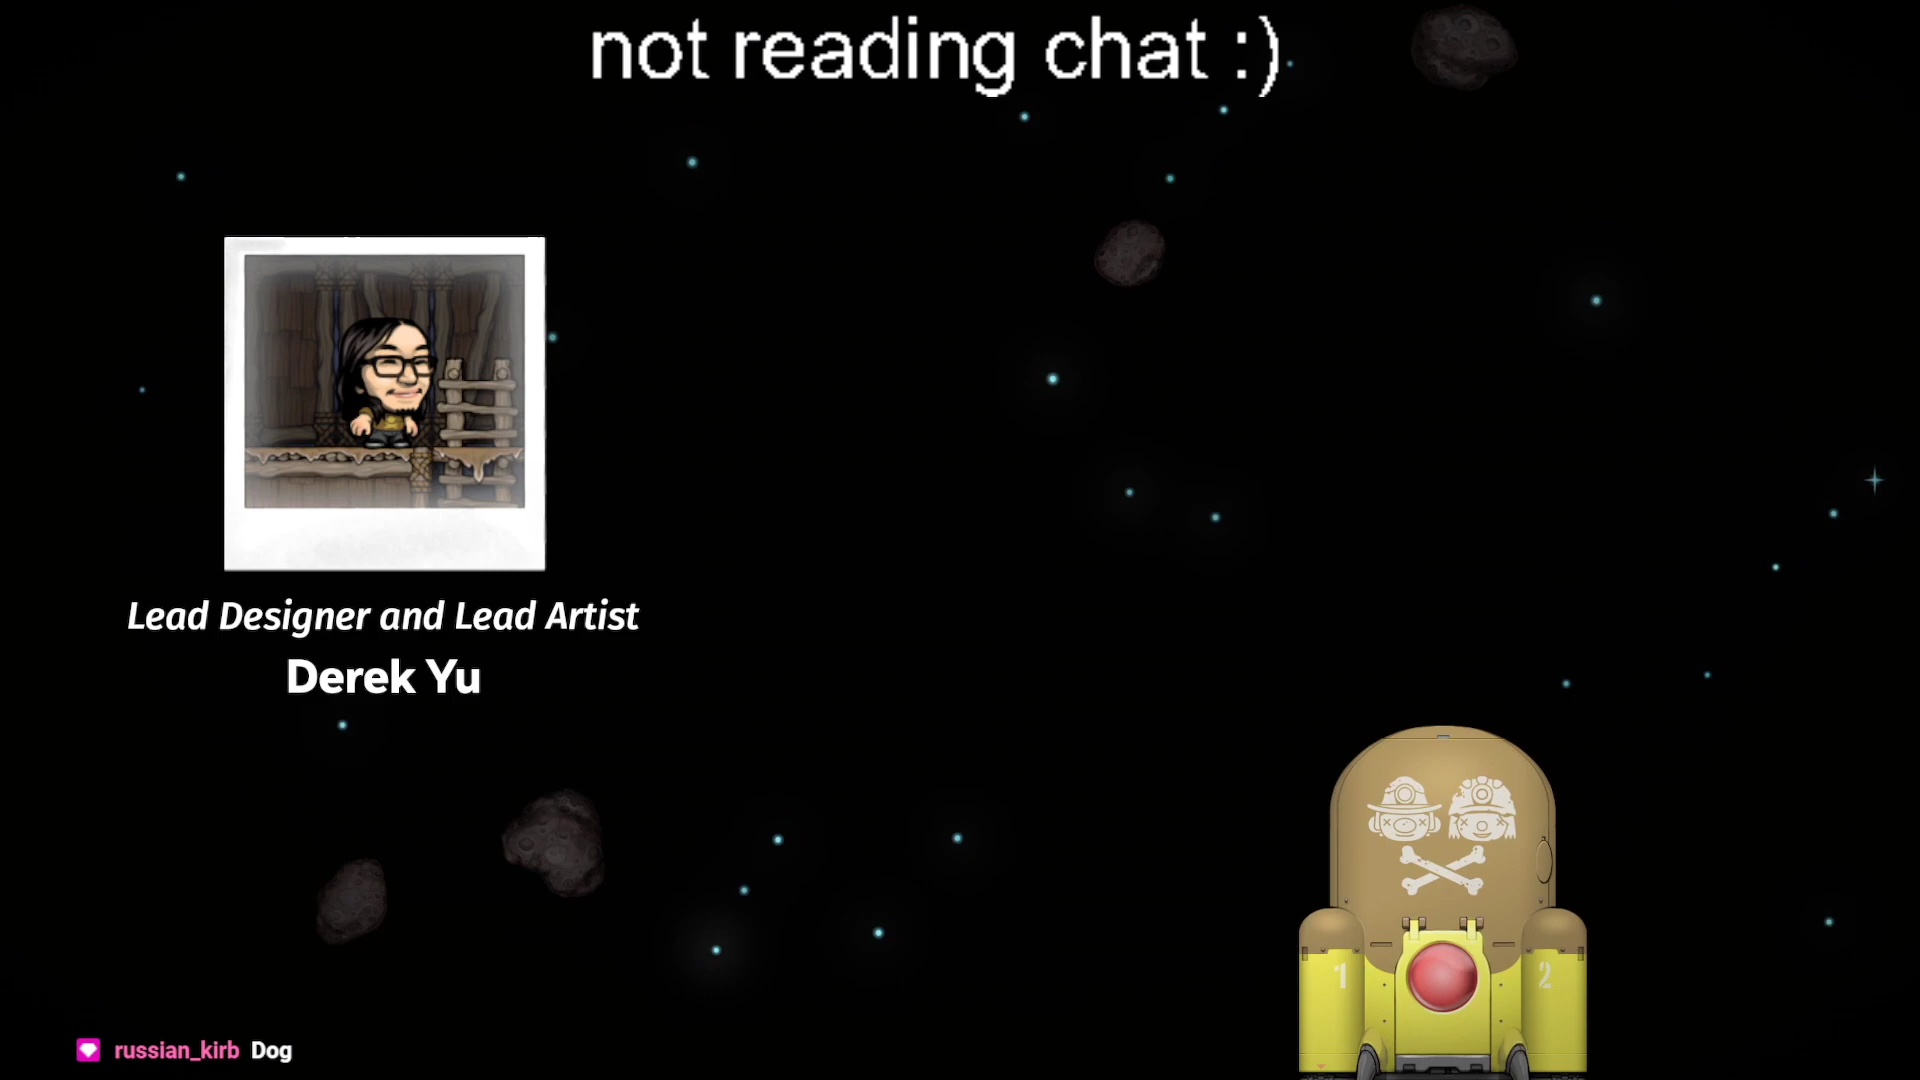 not reading chat :)
Lead Designer and Lead Artist
Derek Yu
1
2
russian_kirb Dog